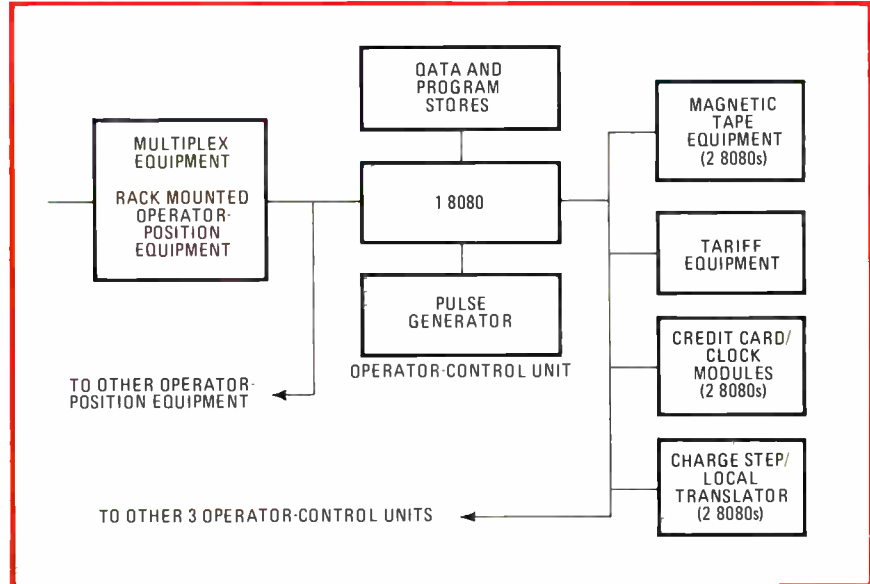 DATA AND
PROGRAM
STORES
MULTIPLEX
EQUIPMENT
RACK MOUNTED
OPERATOR-
POSITION
EQUIPMENT
1 8080
PULSE
GENERATOR
OPERATOR-CONTROL UNIT
MAGNETIC
TAPE
EQUIPMENT
(2 8080s)
TARIFF
EQUIPMENT
CREDIT CARD/
CLOCK
MODULES
(2 8080s)
CHARGE STEP/
LOCAL
TRANSLATOR
(2 8080s)
TO OTHER OPERATOR-
POSITION EQUIPMENT
TO OTHER 3 OPERATOR-CONTROL UNITS